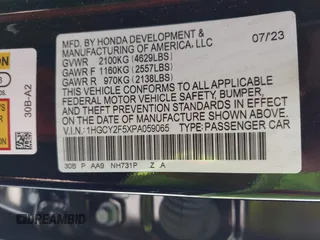 MFD. BY HONDA DEVELOPMENT &
MANUFACTURING OF AMERICA, LLC 07/23
GVWR 2100KG (4629LBS)
GAWR F 1160KG (2557LBS)
GAWR R 970KG (2138LBS)
THIS VEHICLE CONFORMS TO ALL APPLICABLE
FEDERAL MOTOR VEHICLE SAFETY, BUMPER,
AND THEFT PREVENTION STANDARDS IN EFFECT
ON THE DATE OF MANUFACTURE SHOWN ABOVE.
V.I.N.: 1HGCY2F5XPA059065 TYPE: PASSENGER CAR
30B P AA9 NH731P Z A
30B-A2
DREAMBID